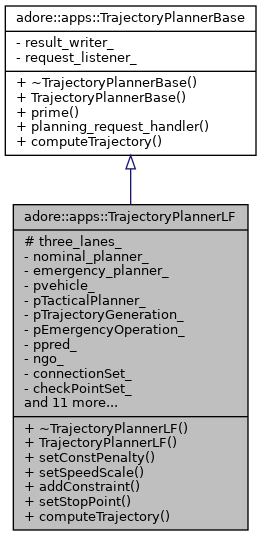 adore::apps::TrajectoryPlannerBase
- result_writer_
- request_listener_
+ ~TrajectoryPlannerBase()
+ TrajectoryPlannerBase()
+ prime()
+ planning_request_handler()
+ computeTrajectory()
adore::apps::TrajectoryPlannerLF
# three_lanes_
- nominal_planner_
- emergency_planner_
- pvehicle_
- pTacticalPlanner_
- pTrajectoryGeneration_
- pEmergencyOperation_
- ppred_
- ngo_
- connectionSet_
- checkPointSet_
and 11 more...
+ ~TrajectoryPlannerLF()
+ TrajectoryPlannerLF()
+ setConstPenalty()
+ setSpeedScale()
+ addConstraint()
+ setStopPoint()
+ computeTrajectory()